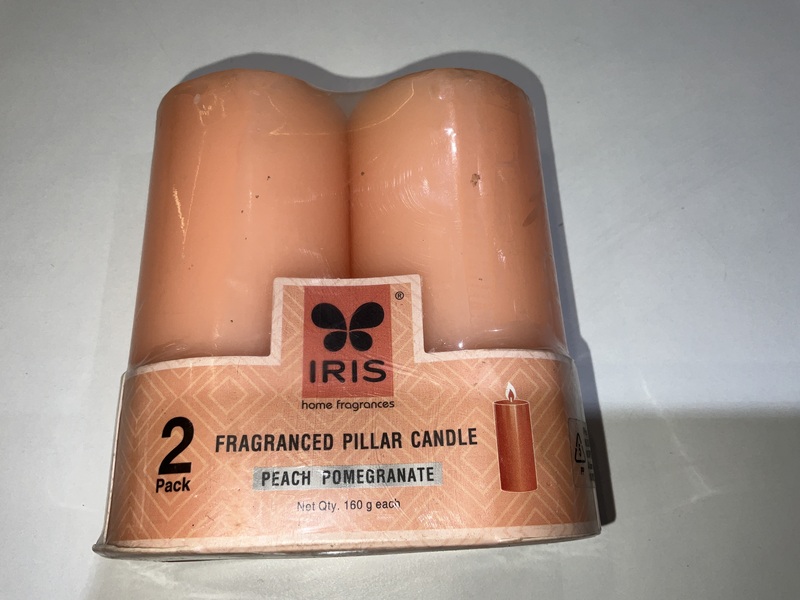 ®
IRIS
home fragrances
2
Pack
FRAGRANCED PILLAR CANDLE
PEACH POMEGRANATE
Net Qty. 160 g each